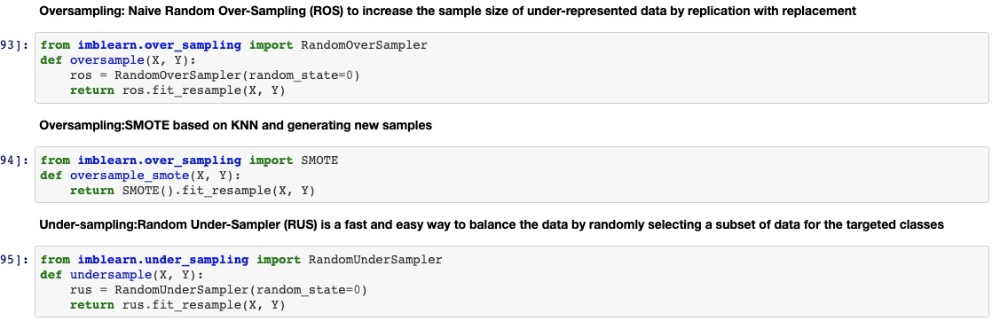 Oversampling: Naive Random Over-Sampling (ROS) to increase the sample size of under-represented data by replication with replacement
93]: from imblearn.over_sampling import RandomOverSampler
def oversample(X, Y):
    ros = RandomOverSampler(random_state=0)
    return ros.fit_resample(X, Y)
Oversampling:SMOTE based on KNN and generating new samples
94]: from imblearn.over_sampling import SMOTE
def oversample_smote(X, Y):
    return SMOTE().fit_resample(X, Y)
Under-sampling:Random Under-Sampler (RUS) is a fast and easy way to balance the data by randomly selecting a subset of data for the targeted classes
95]: from imblearn.under_sampling import RandomUnderSampler
def undersample(X, Y):
    rus = RandomUnderSampler(random_state=0)
    return rus.fit_resample(X, Y)